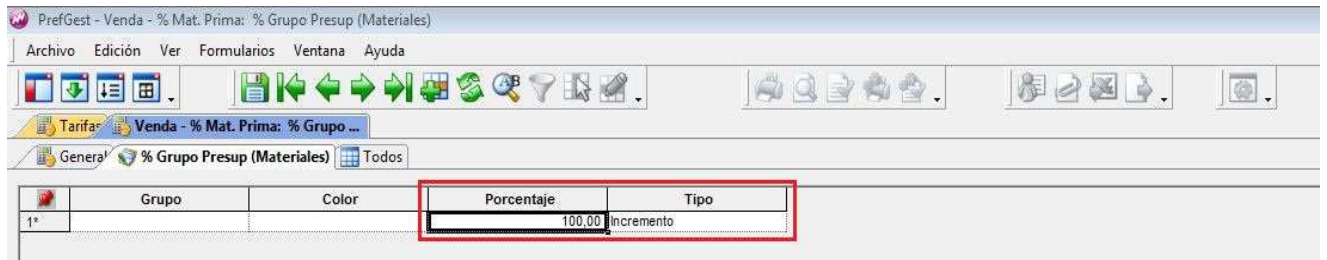 PrefGest - Venda - % Mat. Prima: % Grupo Presup (Materiales)
Archivo Edición Ver Formularios Ventana Ayuda
Tarifas Venda - % Mat. Prima: % Grupo ...
General % Grupo Presup (Materiales) Todos
Grupo Color Porcentaje Tipo
1* 100,00 Incremento